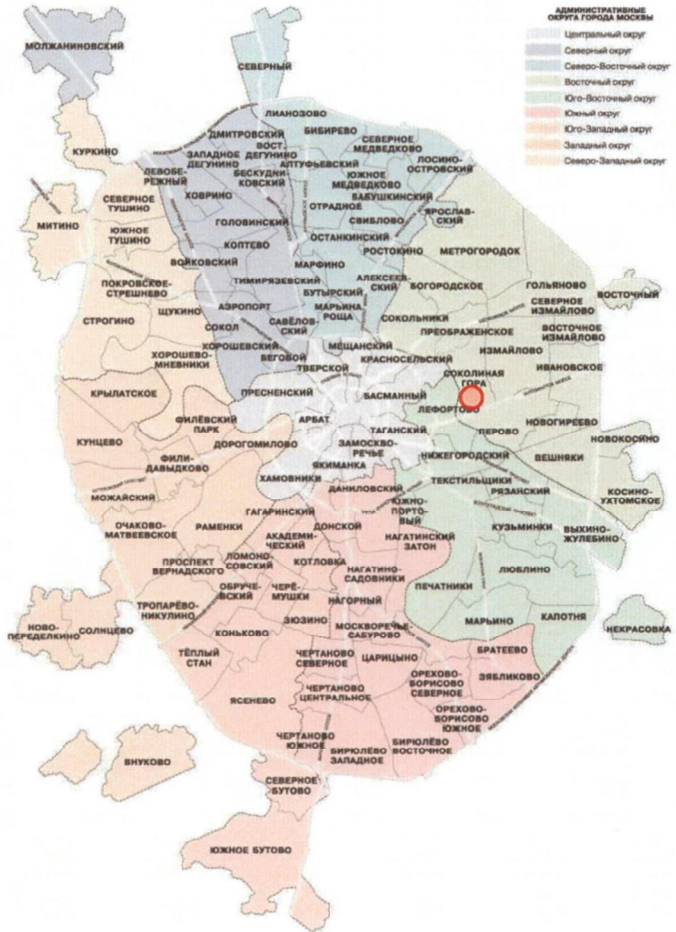 АДМИНИСТРАТИВНЫЕ
ОКРУГА ГОРОДА МОСКВЫ
Центральный округ
Северный округ
Северо-Восточный округ
Восточный округ
Юго-Восточный округ
Южный округ
Юго-Западный округ
Западный округ
Северо-Западный округ
МОЛЖАНИНОВСКИЙ
СЕВЕРНЫЙ
ЛИАНОЗОВО
КУРКИНО
ДМИТРОВСКИЙ
БИБИРЕВО
СЕВЕРНОЕ
МЕДВЕДКОВО
ЗАПАДНОЕ
ДЕГУНИНО
ВОСТ.
ДЕГУНИНО
АЛТУФЬЕВСКИЙ
ЛОСИНО-
ОСТРОВСКИЙ
ЛЕВОБЕ-
РЕЖНЫЙ
БЕСКУДНИ-
КОВСКИЙ
ЮЖНОЕ
МЕДВЕДКОВО
БАБУШКИНСКИЙ
ХОВРИНО
СЕВЕРНОЕ
ТУШИНО
ОТРАДНОЕ
ЯРОСЛАВ-
СКИЙ
МИТИНО
ЮЖНОЕ
ТУШИНО
ГОЛОВИНСКИЙ
СВИБЛОВО
ОСТАНКИНСКИЙ
КОПТЕВО
РОСТОКИНО
МЕТРОГОРОДОК
ВОЙКОВСКИЙ
МАРФИНО
ПОКРОВСКОЕ-
СТРЕШНЕВО
ТИМИРЯЗЕВСКИЙ
АЛЕКСЕЕВ-
СКИЙ
БОГОРОДСКОЕ
ГОЛЬЯНОВО
ВОСТОЧНЫЙ
БУТЫРСКИЙ
СЕВЕРНОЕ
ИЗМАЙЛОВО
СТРОГИНО
ЩУКИНО
АЭРОПОРТ
МАРЬИНА
РОЩА
СОКОЛЬНИКИ
СОКОЛ
САВЁЛОВ-
СКИЙ
ПРЕОБРАЖЕНСКОЕ
ВОСТОЧНОЕ
ИЗМАЙЛОВО
ХОРОШЕВСКИЙ
МЕЩАНСКИЙ
ИЗМАЙЛОВО
ХОРОШЕВО-
МНЕВНИКИ
БЕГОВОЙ
КРАСНОСЕЛЬСКИЙ
ТВЕРСКОЙ
ИВАНОВСКОЕ
СОКОЛИНАЯ
ГОРА
КРЫЛАТСКОЕ
ПРЕСНЕНСКИЙ
БАСМАННЫЙ
ЛЕФОРТОВО
ФИЛЁВСКИЙ
ПАРК
АРБАТ
НОВОГИРЕЕВО
ТАГАНСКИЙ
ПЕРОВО
НОВОКОСИНО
КУНЦЕВО
ДОРОГОМИЛОВО
ЗАМОСКВО-
РЕЧЬЕ
НИЖЕГОРОДСКИЙ
ВЕШНЯКИ
ФИЛИ-
ДАВЫДКОВО
ЯКИМАНКА
ХАМОВНИКИ
ТЕКСТИЛЬЩИКИ
РЯЗАНСКИЙ
КОСИНО-
УХТОМСКОЕ
МОЖАЙСКИЙ
ДАНИЛОВСКИЙ
ЮЖНО-
ПОРТО-
ВЫЙ
ГАГАРИНСКИЙ
ОЧАКОВО-
МАТВЕЕВСКОЕ
РАМЕНКИ
ДОНСКОЙ
КУЗЬМИНКИ
ВЫХИНО-
ЖУЛЕБИНО
АКАДЕМИ-
ЧЕСКИЙ
НАГАТИНСКИЙ
ЗАТОН
ПРОСПЕКТ
ВЕРНАДСКОГО
ЛОМОНО-
СОВСКИЙ
КОТЛОВКА
НАГАТИНО-
САДОВНИКИ
ЛЮБЛИНО
ОБРУЧЕ-
ВСКИЙ
ЧЕРЁ-
МУШКИ
ПЕЧАТНИКИ
ТРОПАРЁВО-
НИКУЛИНО
НАГОРНЫЙ
НОВО-
ПЕРЕДЕЛКИНО
СОЛНЦЕВО
ЗЮЗИНО
МОСКВОРЕЧЬЕ-
САБУРОВО
МАРЬИНО
КАПОТНЯ
НЕКРАСОВКА
КОНЬКОВО
ТЁПЛЫЙ
СТАН
ЧЕРТАНОВО
СЕВЕРНОЕ
ЦАРИЦЫНО
БРАТЕЕВО
ОРЕХОВО-
БОРИСОВО
СЕВЕРНОЕ
ЗЯБЛИКОВО
ЯСЕНЕВО
ЧЕРТАНОВО
ЦЕНТРАЛЬНОЕ
ОРЕХОВО-
БОРИСОВО
ЮЖНОЕ
ЧЕРТАНОВО
ЮЖНОЕ
БИРЮЛЁВО
ЗАПАДНОЕ
БИРЮЛЁВО
ВОСТОЧНОЕ
ВНУКОВО
СЕВЕРНОЕ
БУТОВО
ЮЖНОЕ БУТОВО